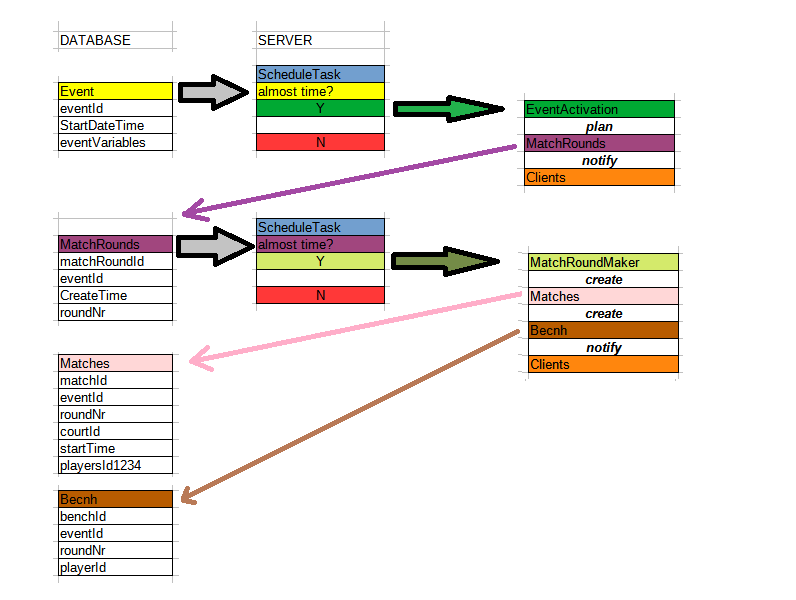 DATABASE
SERVER
Event
eventId
StartDateTime
eventVariables
ScheduleTask
almost time?
Y
N
EventActivation
plan
MatchRounds
notify
Clients
MatchRounds
matchRoundId
eventId
CreateTime
roundNr
ScheduleTask
almost time?
Y
N
MatchRoundMaker
create
Matches
create
Becnh
notify
Clients
Matches
matchId
eventId
roundNr
courtId
startTime
playersId1234
Becnh
benchId
eventId
roundNr
playerId